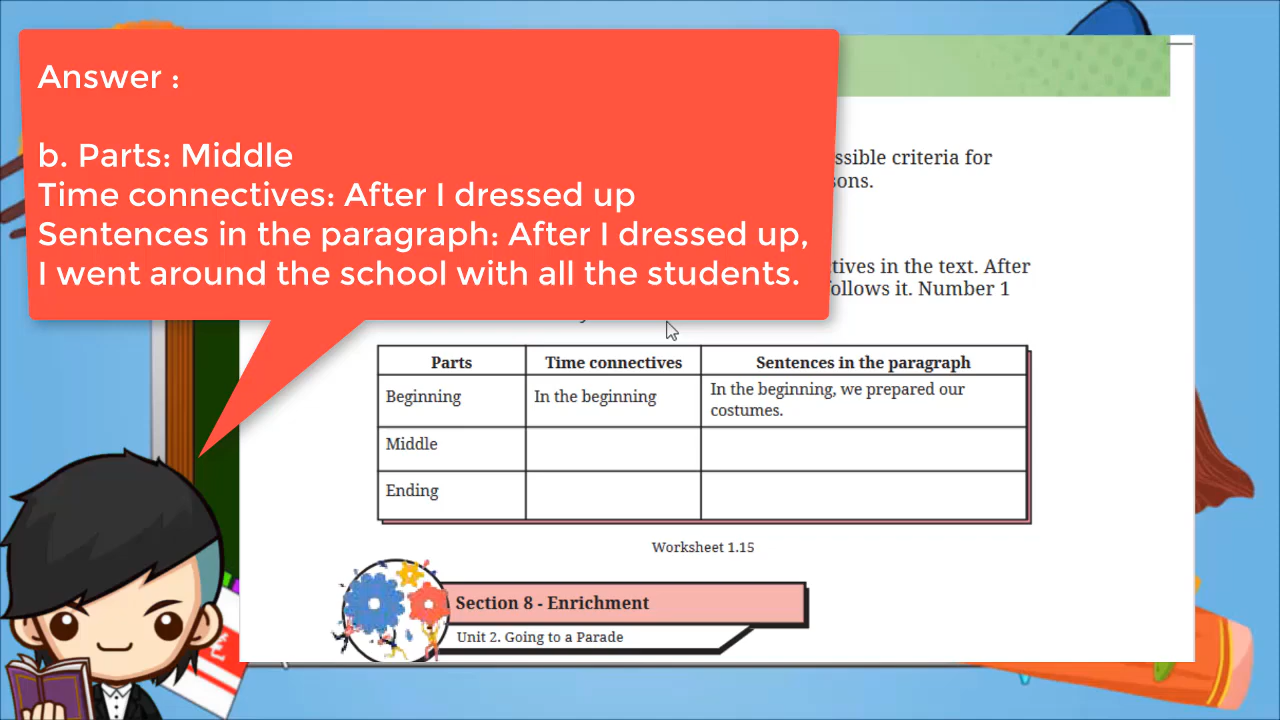 Answer :
b. Parts: Middle
Time connectives: After I dressed up
Sentences in the paragraph: After I dressed up,
I went around the school with all the students.
ssible criteria for
sons.
ctives in the text. After
follows it. Number 1
Parts Time connectives Sentences in the paragraph
Beginning In the beginning In the beginning, we prepared our
costumes.
Middle
Ending
Worksheet 1.15
Section 8 - Enrichment
Unit 2. Going to a Parade